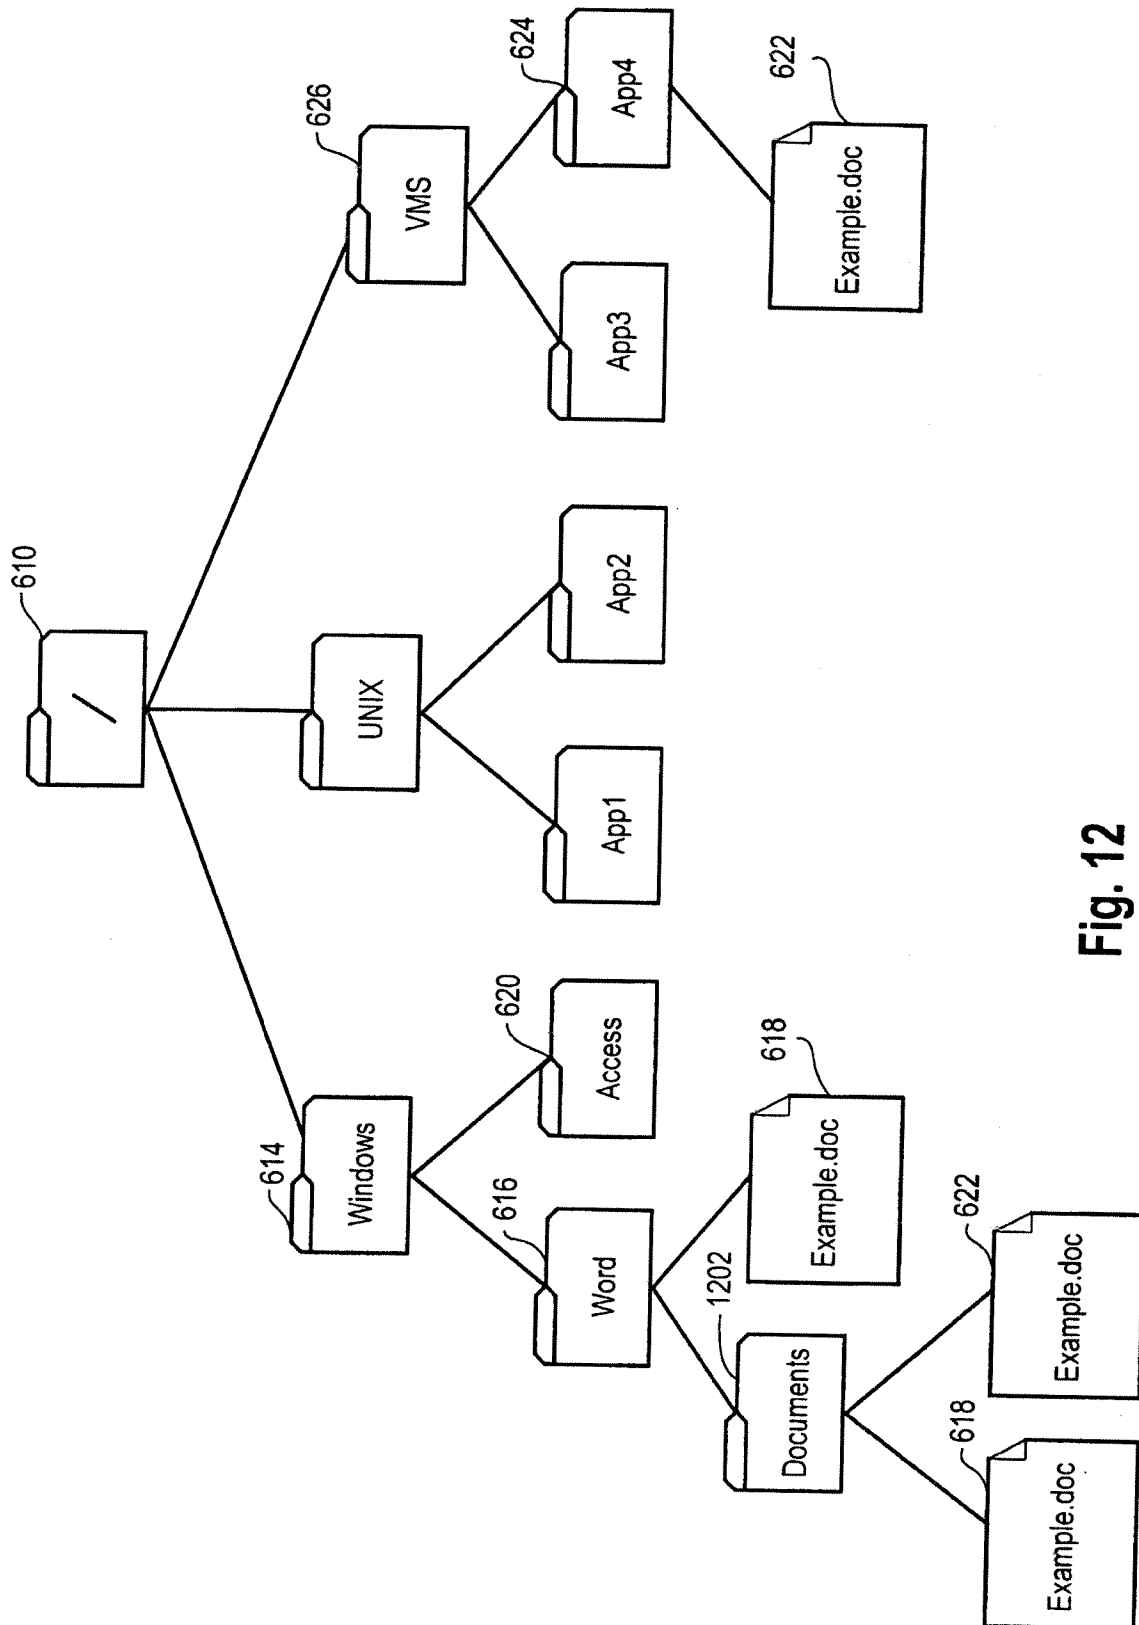 610
/
626
VMS
624
App4
622
Example.doc
App3
UNIX
App2
App1
614
Windows
620
Access
616
Word
618
Example.doc
1202
Documents
622
Example.doc
618
Example.doc
Fig. 12